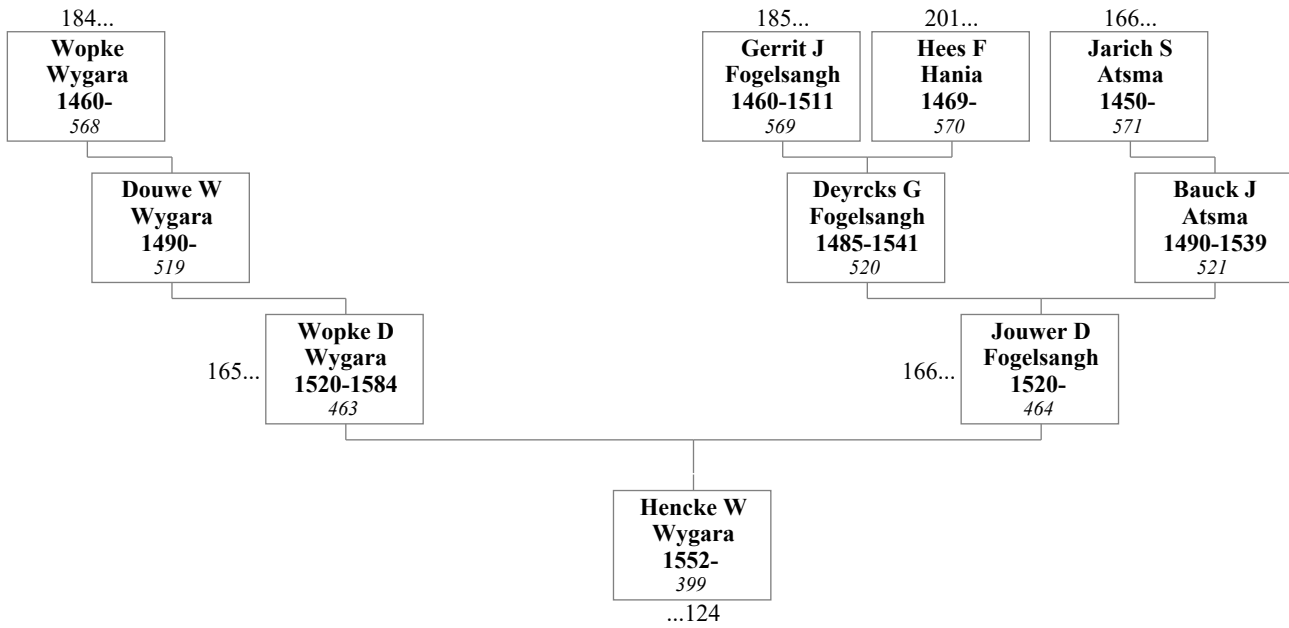 184...
185...
201...
166...
Wopke
Wygara
1460-
568
Gerrit J
Fogelsangh
1460-1511
569
Hees F
Hania
1469-
570
Jarich S
Atsma
1450-
571
Douwe W
Wygara
1490-
519
Deyrcks G
Fogelsangh
1485-1541
520
Bauck J
Atsma
1490-1539
521
165...
Wopke D
Wygara
1520-1584
463
166...
Jouwer D
Fogelsangh
1520-
464
Hencke W
Wygara
1552-
399
...124